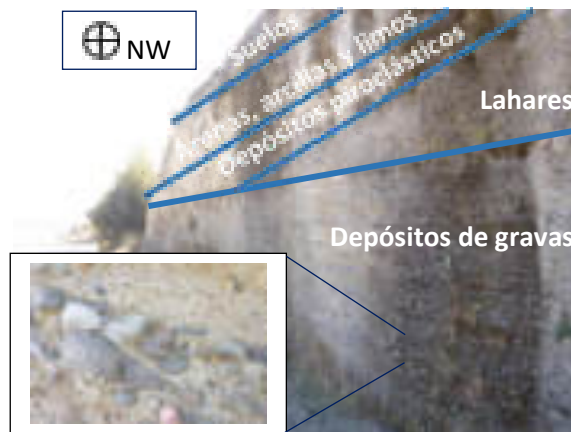 NW
Suelos
Arenas, arcillas y limos
Depósitos piroclásticos
Lahares
Depósitos de gravas